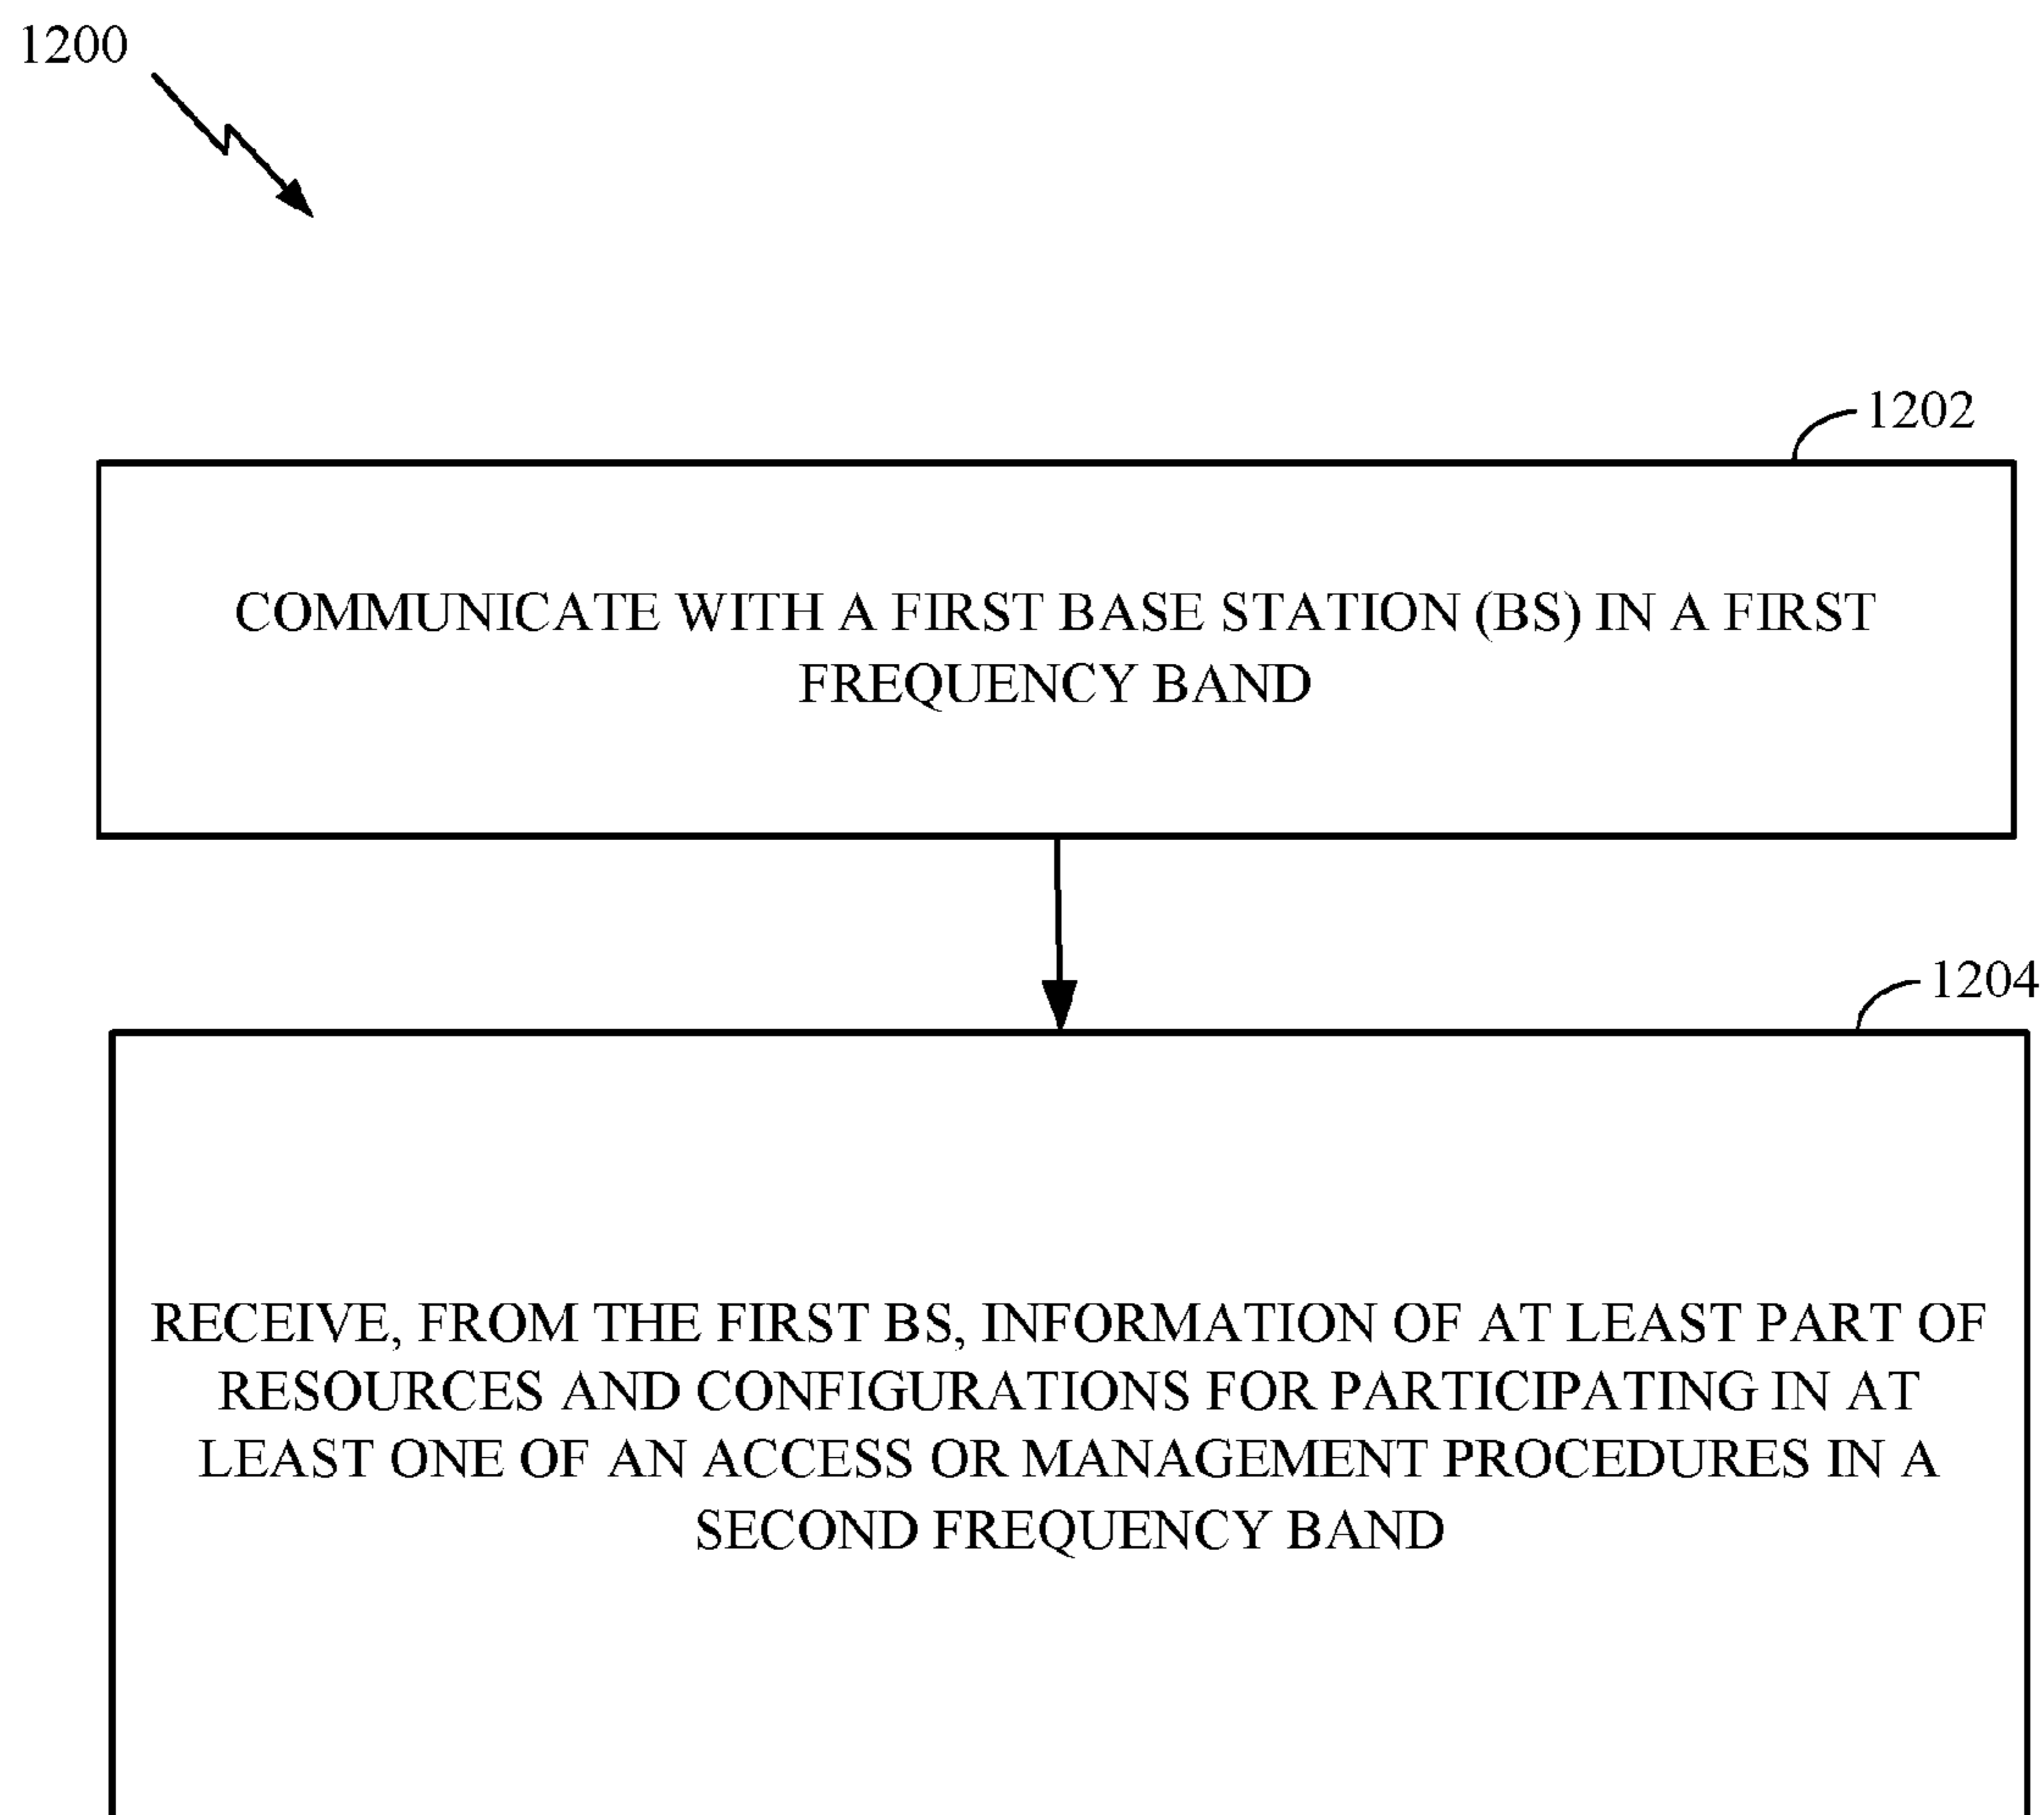 1200
1202
COMMUNICATE WITH A FIRST BASE STATION (BS) IN A FIRST
FREQUENCY BAND
1204
RECEIVE, FROM THE FIRST BS, INFORMATION OF AT LEAST PART OF
RESOURCES AND CONFIGURATIONS FOR PARTICIPATING IN AT
LEAST ONE OF AN ACCESS OR MANAGEMENT PROCEDURES IN A
SECOND FREQUENCY BAND